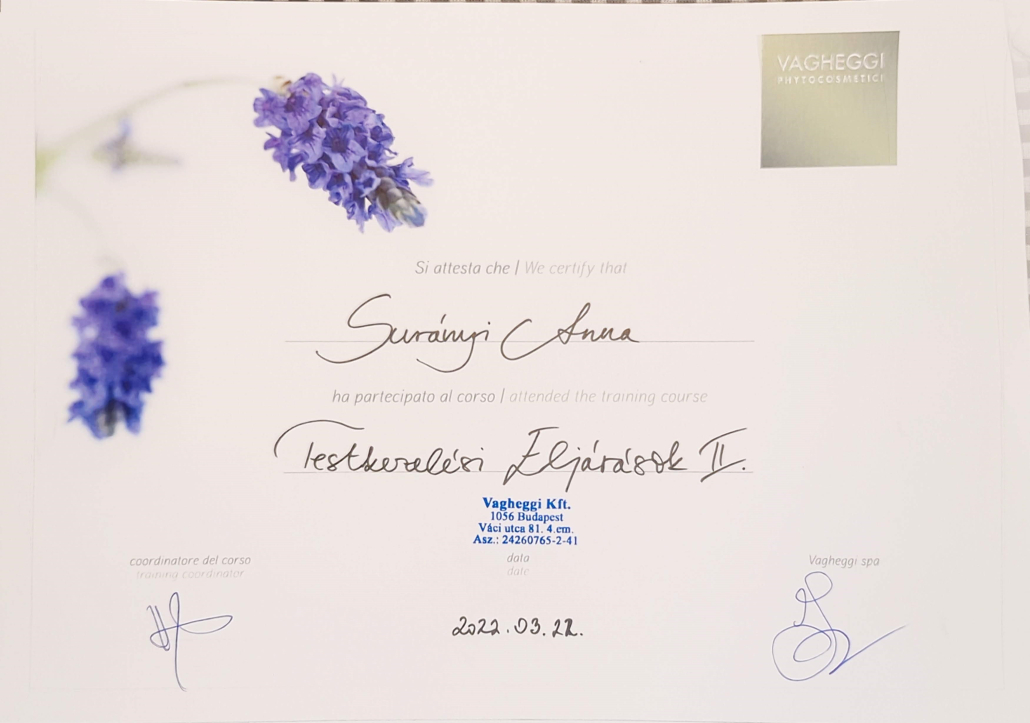 VAGHEGGI
PHYTOCOSMETICI
Si attesta che | We certify that
Surányi Anna
ha partecipato al corso | attended the training course
Testkezelési Eljárások II.
Vagheggi Kft.
1056 Budapest
Váci utca 81. 4.em.
Asz.: 24260765-2-41
coordinatore del corso
training coordinator
data
date
Vagheggi spa
2022.03.22.